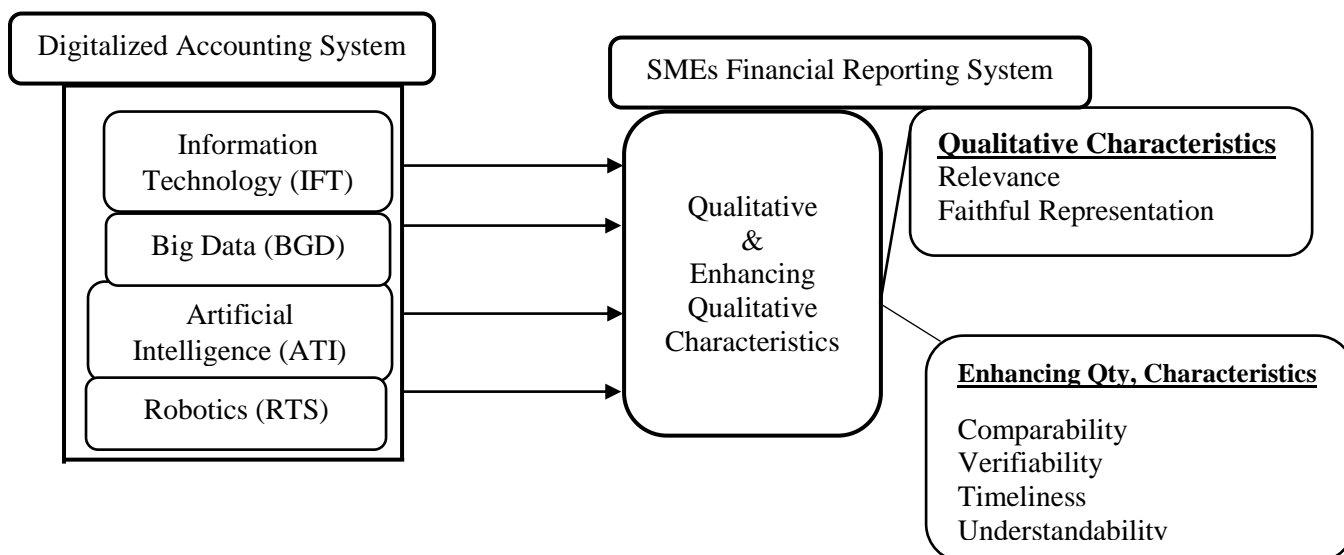 Digitalized Accounting System
Information
Technology (IFT)
Big Data (BGD)
Artificial
Intelligence (ATI)
Robotics (RTS)
SMEs Financial Reporting System
Qualitative
&
Enhancing
Qualitative
Characteristics
Qualitative Characteristics
Relevance
Faithful Representation
Enhancing Qty, Characteristics
Comparability
Verifiability
Timeliness
Understandability